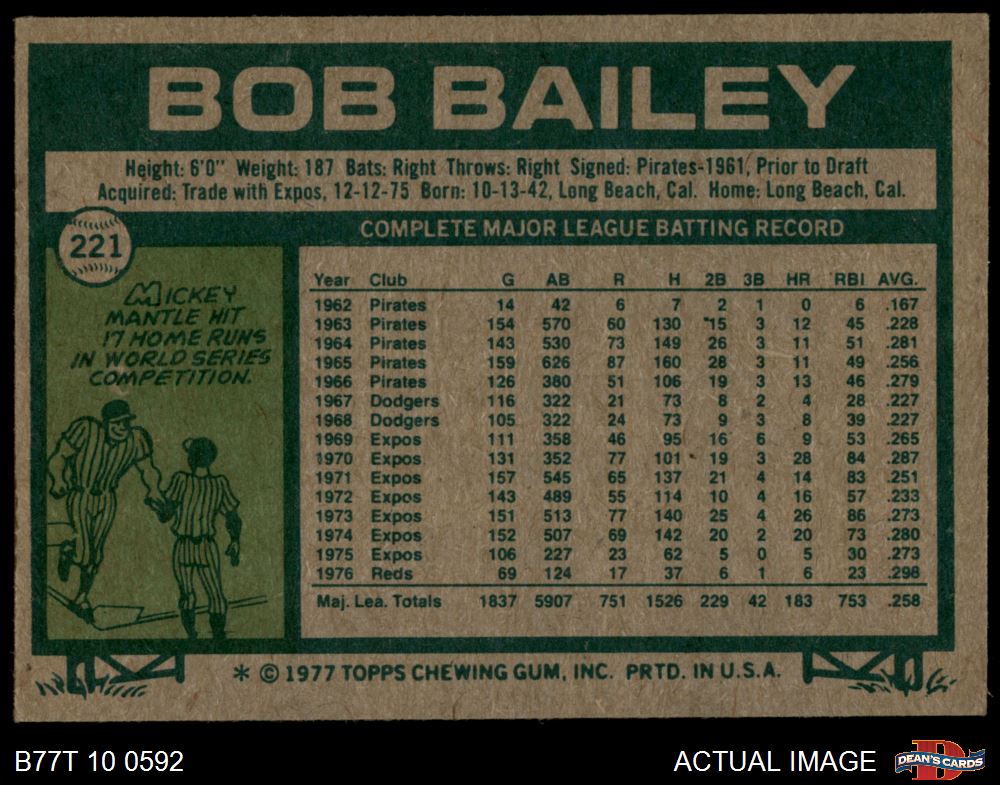 BOB BAILEY
Height: 6'0" Weight: 187 Bats: Right Throws: Right Signed: Pirates-1961, Prior to Draft
Acquired: Trade with Expos, 12-12-75 Born: 10-13-42, Long Beach, Cal. Home: Long Beach, Cal.
221
MICKEY
MANTLE HIT
17 HOME RUNS
IN WORLD SERIES
COMPETITION.
COMPLETE MAJOR LEAGUE BATTING RECORD
Year Club G AB R H 2B 3B HR RBI AVG.
1962 Pirates 14 42 6 7 2 1 0 6 .167
1963 Pirates 154 570 60 130 15 3 12 45 .228
1964 Pirates 143 530 73 149 26 3 11 51 .281
1965 Pirates 159 626 87 160 28 3 11 49 .256
1966 Pirates 126 380 51 106 19 3 13 46 .279
1967 Dodgers 116 322 21 73 8 2 4 28 .227
1968 Dodgers 105 322 24 73 9 3 8 39 .227
1969 Expos 111 358 46 95 16 6 9 53 .265
1970 Expos 131 352 77 101 19 3 28 84 .287
1971 Expos 157 545 65 137 21 4 14 83 .251
1972 Expos 143 489 55 114 10 4 16 57 .233
1973 Expos 151 513 77 140 25 4 26 86 .273
1974 Expos 152 507 69 142 20 2 20 73 .280
1975 Expos 106 227 23 62 5 0 5 30 .273
1976 Reds 69 124 17 37 6 1 6 23 .298
Maj. Lea. Totals 1837 5907 751 1526 229 42 183 753 .258
* © 1977 TOPPS CHEWING GUM, INC. PRTD. IN U.S.A.
B77T 10 0592
ACTUAL IMAGE
DEAN'S CARDS